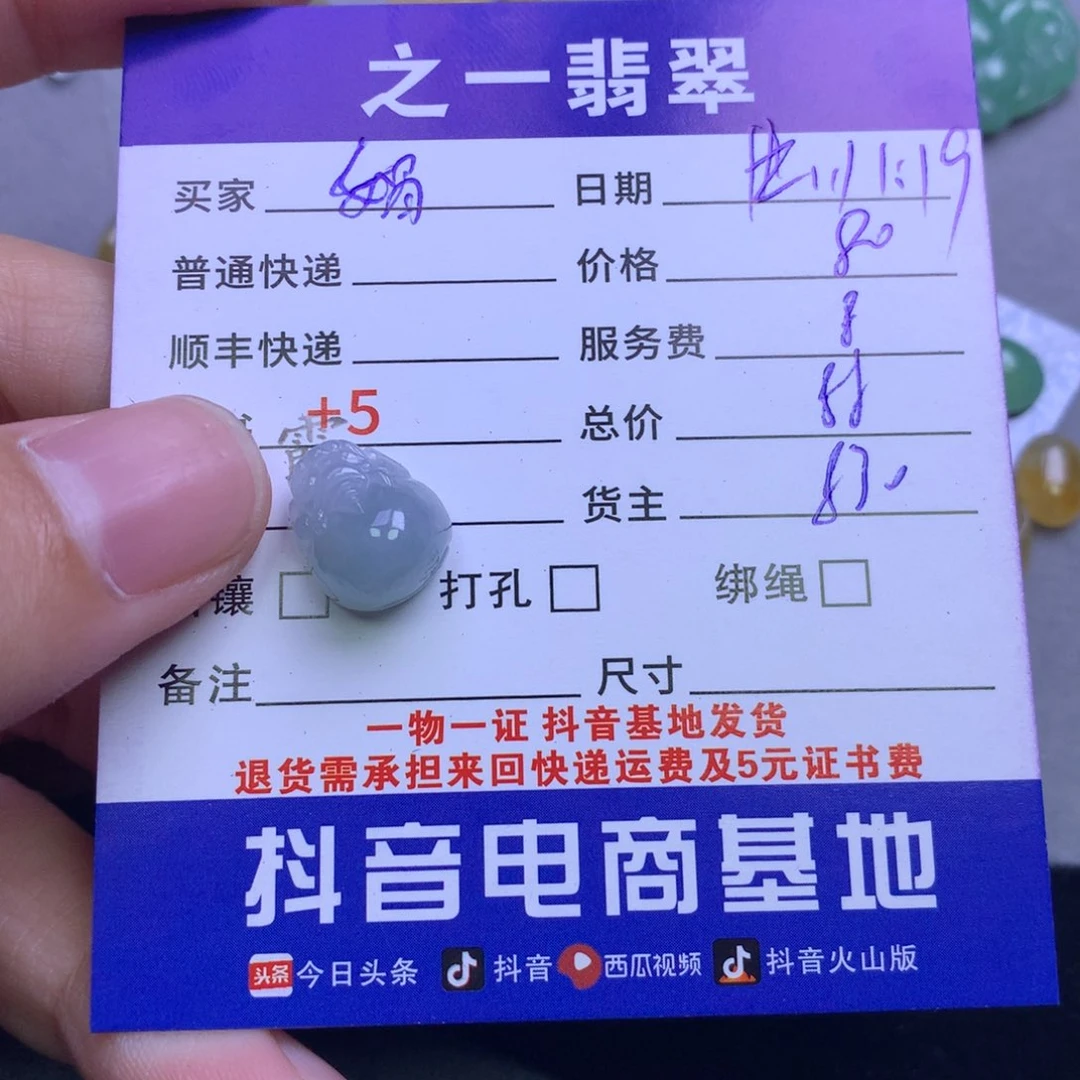 之一翡翠
买家 娟 日期 1:19
普通快递 价格 80
顺丰快递 服务费
+5 总价
货主
镶 打孔 绑绳
备注 尺寸
一物一证 抖音基地发货
退货需承担来回快递运费及5元证书费
抖音电商基地
头条 今日头条 抖音 西瓜视频 抖音火山版